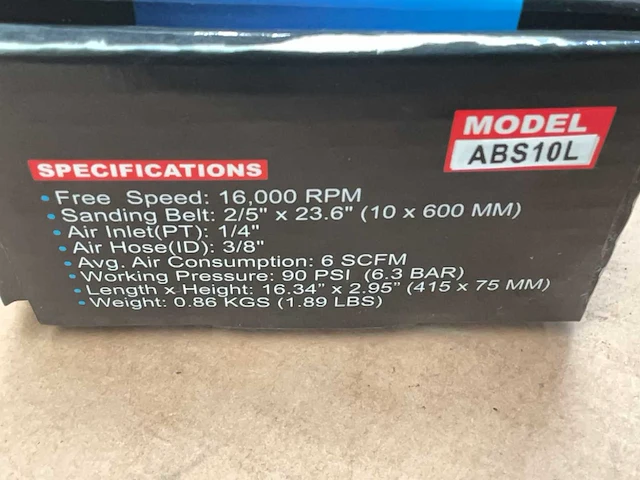 MODEL
ABS10L
SPECIFICATIONS
• Free Speed: 16,000 RPM
• Sanding Belt: 2/5" x 23.6" (10 x 600 MM)
• Air Inlet(PT): 1/4"
• Air Hose(ID): 3/8"
• Avg. Air Consumption: 6 SCFM
• Working Pressure: 90 PSI (6.3 BAR)
• Length x Height: 16.34" x 2.95" (415 x 75 MM)
• Weight: 0.86 KGS (1.89 LBS)